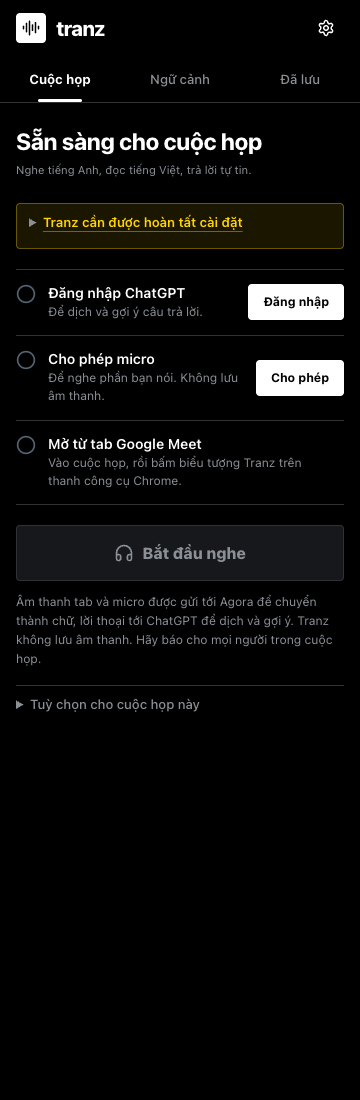 tranz
Cuộc họp
Ngữ cảnh
Đã lưu
Sẵn sàng cho cuộc họp
Nghe tiếng Anh, đọc tiếng Việt, trả lời tự tin.
Tranz cần được hoàn tất cài đặt
Đăng nhập ChatGPT
Để dịch và gợi ý câu trả lời.
Đăng nhập
Cho phép micro
Để nghe phần bạn nói. Không lưu
âm thanh.
Cho phép
Mở từ tab Google Meet
Vào cuộc họp, rồi bấm biểu tượng Tranz trên
thanh công cụ Chrome.
Bắt đầu nghe
Âm thanh tab và micro được gửi tới Agora để chuyển
thành chữ, lời thoại tới ChatGPT để dịch và gợi ý. Tranz
không lưu âm thanh. Hãy báo cho mọi người trong cuộc
họp.
Tuỳ chọn cho cuộc họp này